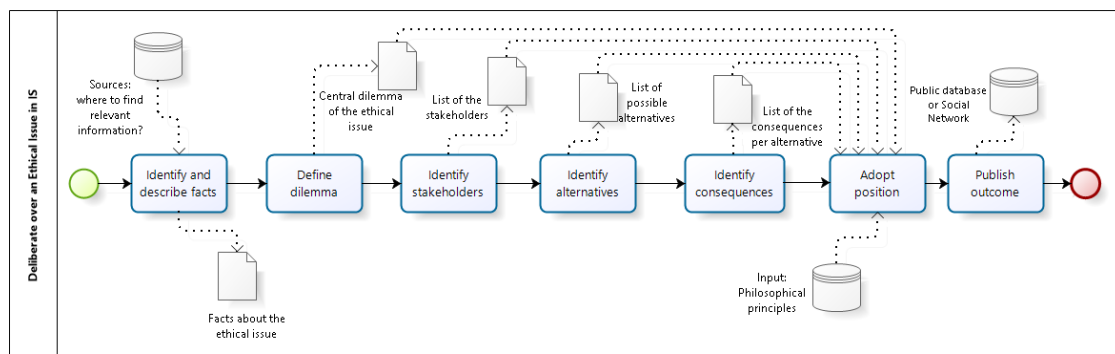 Deliberate over an Ethical Issue in IS
Sources:
where to find
relevant
information?
Central dilemma
of the ethical
issue
List of the
stakeholders
List of
possible
alternatives
List of the
consequences
per alternative
Public database
or Social
Network
Identify and
describe facts
Define
dilemma
Identify
stakeholders
Identify
alternatives
Identify
consequences
Adopt
position
Publish
outcome
Facts about the
ethical issue
Input:
Philosophical
principles